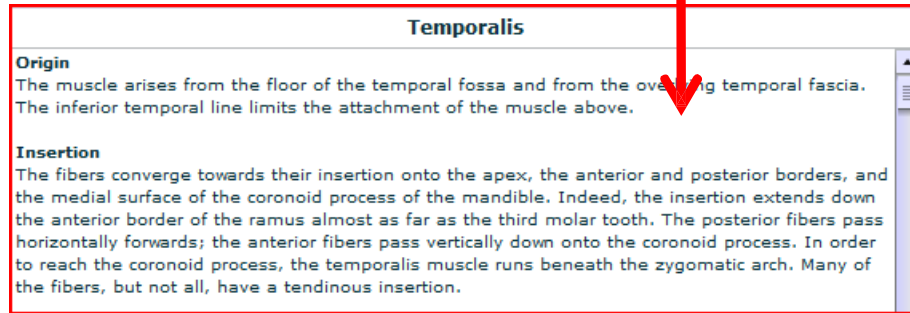 Temporalis
Origin
The muscle arises from the floor of the temporal fossa and from the temporal fascia.
The inferior temporal line limits the attachment of the muscle above.
Insertion
The fibers converge towards their insertion onto the apex, the anterior and posterior borders, and
the medial surface of the coronoid process of the mandible. Indeed, the insertion extends down
the anterior border of the ramus almost as far as the third molar tooth. The posterior fibers pass
horizontally forwards; the anterior fibers pass vertically down onto the coronoid process. In order
to reach the coronoid process, the temporalis muscle runs beneath the zygomatic arch. Many of
the fibers, but not all, have a tendinous insertion.